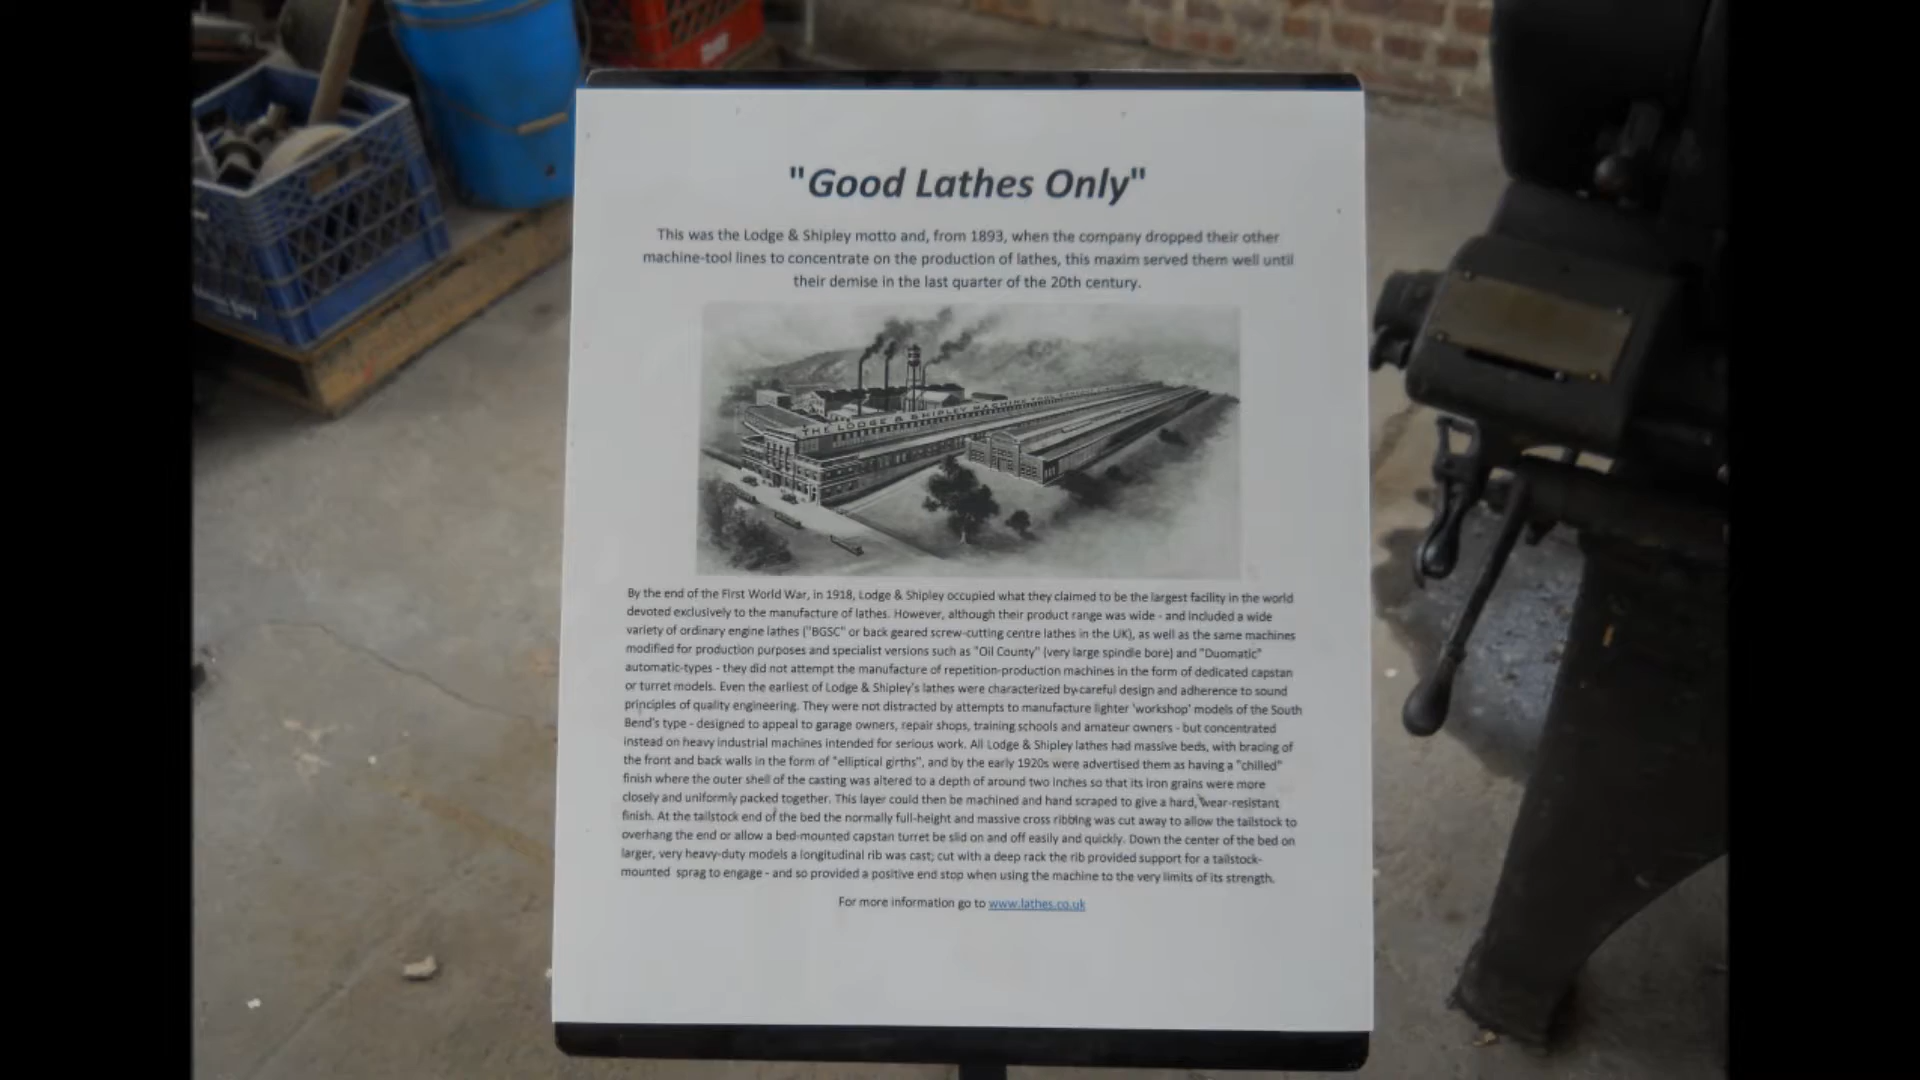 "Good Lathes Only"
This was the Lodge & Shipley motto and, from 1893, when the company dropped their other
machine-tool lines to concentrate on the production of lathes, this maxim served them well until
their demise in the last quarter of the 20th century.
THE LODGE & SHIPLEY MACHINE TOOL
By the end of the First World War, in 1918, Lodge & Shipley occupied what they claimed to be the largest facility in the world
devoted exclusively to the manufacture of lathes. However, although their product range was wide - and included a wide
variety of ordinary engine lathes ("BGSC" or back geared screw-cutting centre lathes in the UK), as well as the same machines
modified for production purposes and specialist versions such as "Oil County" (very large spindle bore) and "Duomatic"
automatic-types - they did not attempt the manufacture of repetition-production machines in the form of dedicated capstan
or turret models. Even the earliest of Lodge & Shipley's lathes were characterized by careful design and adherence to sound
principles of quality engineering. They were not distracted by attempts to manufacture lighter 'workshop' models of the South
Bend's type - designed to appeal to garage owners, repair shops, training schools and amateur owners - but concentrated
instead on heavy industrial machines intended for serious work. All Lodge & Shipley lathes had massive beds, with bracing of
the front and back walls in the form of "elliptical girths", and by the early 1920s were advertised them as having a "chilled"
finish where the outer shell of the casting was altered to a depth of around two inches so that its iron grains were more
closely and uniformly packed together. This layer could then be machined and hand scraped to give a hard, wear-resistant
finish. At the tailstock end of the bed the normally full-height and massive cross ribbing was cut away to allow the tailstock to
overhang the end or allow a bed-mounted capstan turret be slid on and off easily and quickly. Down the center of the bed on
larger, very heavy-duty models a longitudinal rib was cast; cut with a deep rack the rib provided support for a tailstock-
mounted sprag to engage - and so provided a positive end stop when using the machine to the very limits of its strength.
For more information go to www.lathes.co.uk